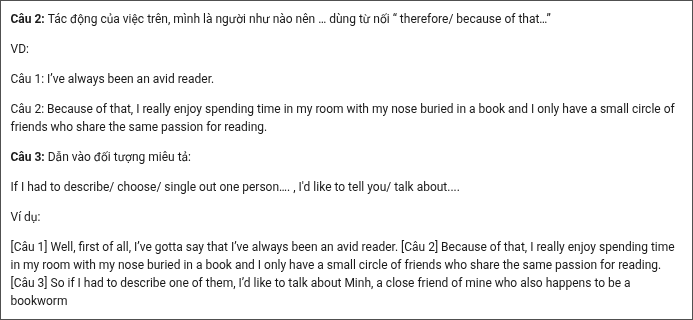 Câu 2: Tác động của việc trên, mình là người như nào nên ... dùng từ nối “ therefore/ because of that…”
VD:
Câu 1: I’ve always been an avid reader.
Câu 2: Because of that, I really enjoy spending time in my room with my nose buried in a book and I only have a small circle of
friends who share the same passion for reading.
Câu 3: Dẫn vào đối tượng miêu tả:
If I had to describe/ choose/ single out one person…. , I'd like to tell you/ talk about....
Ví dụ:
[Câu 1] Well, first of all, I’ve gotta say that I’ve always been an avid reader. [Câu 2] Because of that, I really enjoy spending time
in my room with my nose buried in a book and I only have a small circle of friends who share the same passion for reading.
[Câu 3] So if I had to describe one of them, I’d like to talk about Minh, a close friend of mine who also happens to be a
bookworm